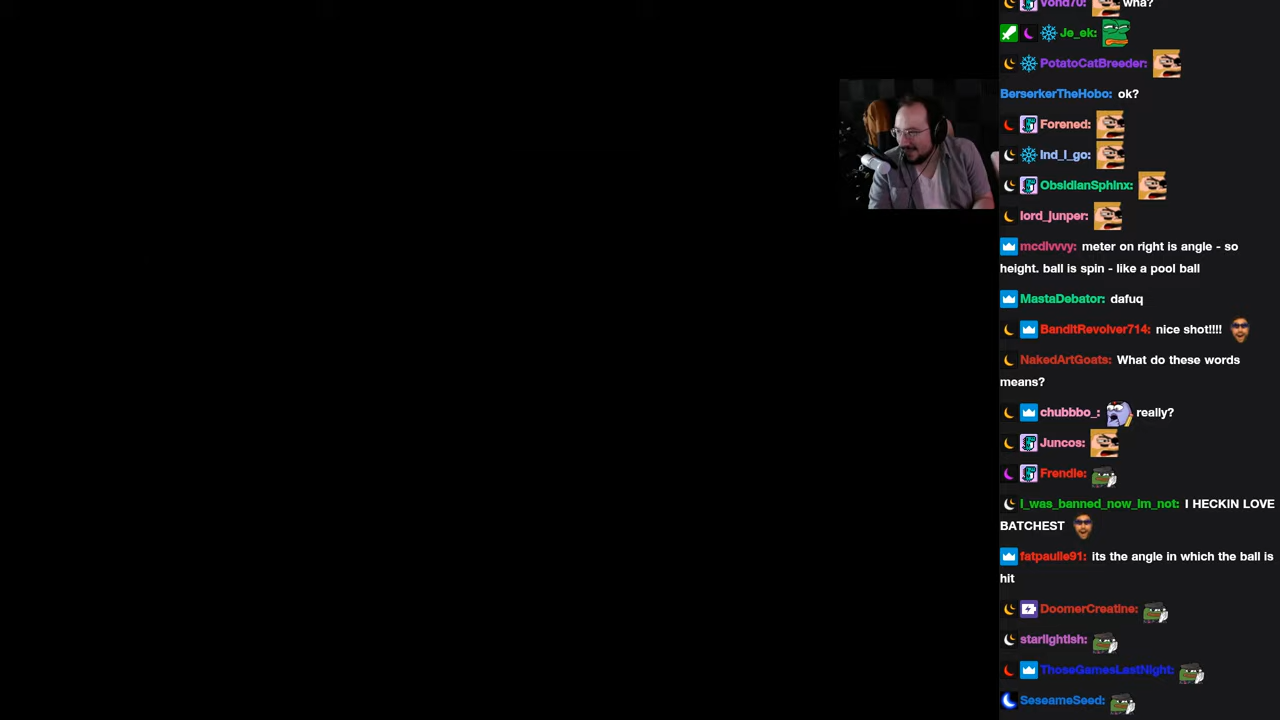 Vond70: wha?
Je_ek:
PotatoCatBreeder:
BerserkerTheHobo: ok?
Forened:
Ind_I_go:
ObsidianSphInx:
lord_junper:
mcdIvvvy: meter on right is angle - so
height. ball is spin - like a pool ball
MastaDebator: dafuq
BandItRevolver714: nice shot!!!!
NakedArtGoats: What do these words
means?
chubbbo_: really?
Juncos:
Frendle:
I_was_banned_now_Im_not: I HECKIN LOVE
BATCHEST
fatpaulle91: its the angle in which the ball is
hit
DoomerCreatIne:
starlightIsh:
ThoseGamesLastNight:
SeseameSeed: